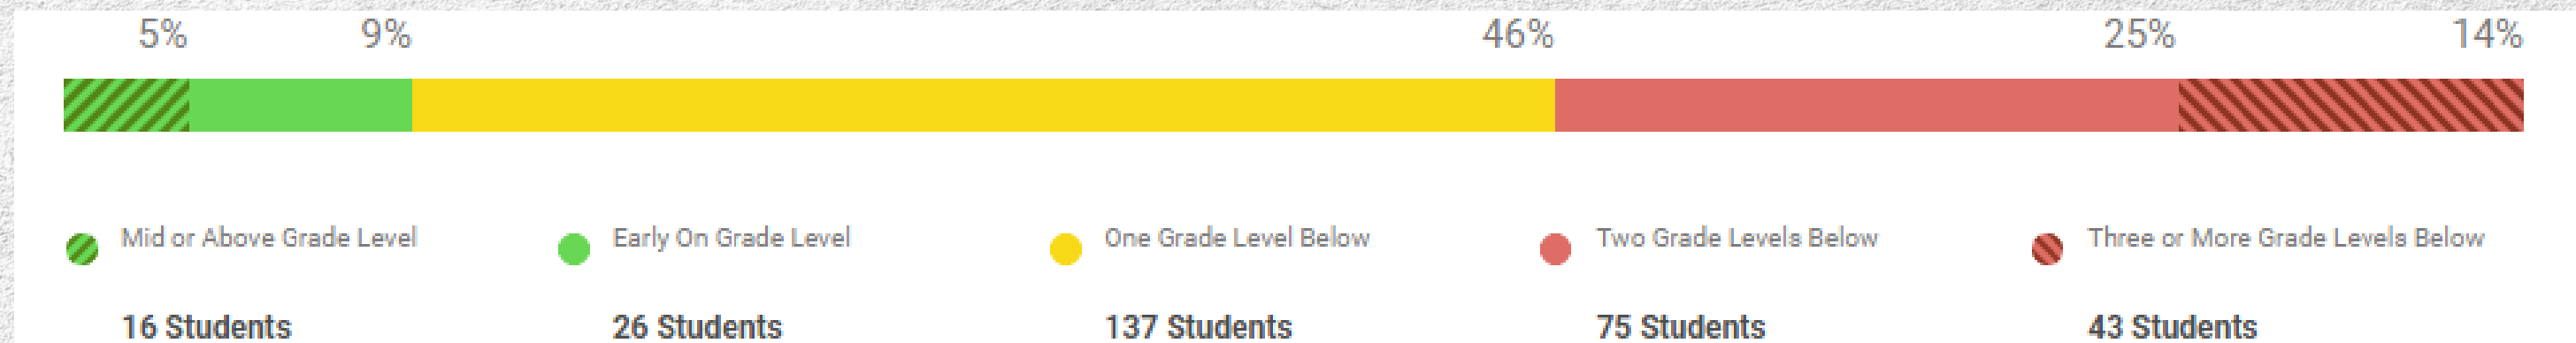 5% 9% 46% 25% 14%
Mid or Above Grade Level Early On Grade Level One Grade Level Below Two Grade Levels Below Three or More Grade Levels Below
16 Students 26 Students 137 Students 75 Students 43 Students